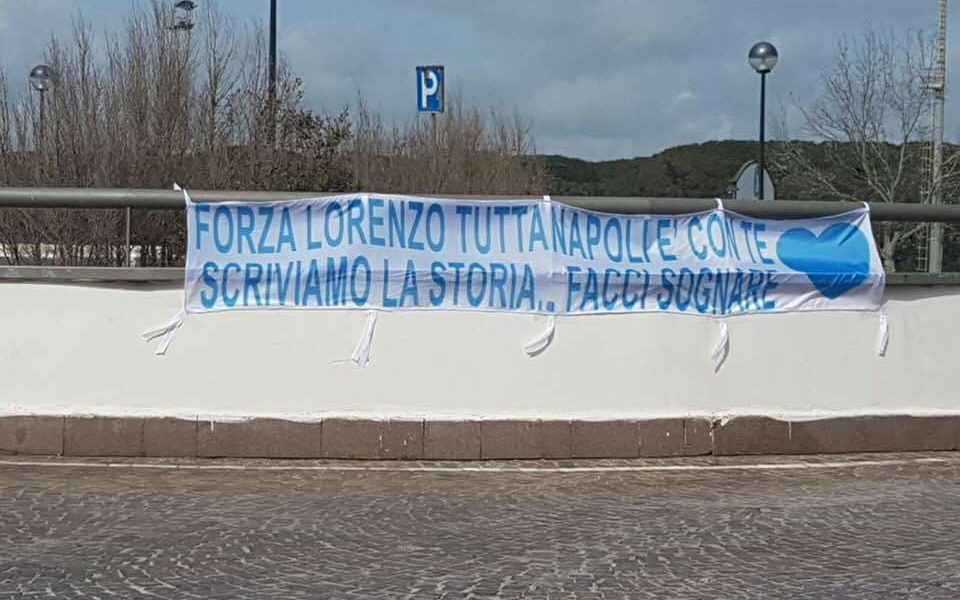 P
FORZA LORENZO TUTTA NAPOLI E' CON TE
SCRIVIAMO LA STORIA.. FACCI SOGNARE